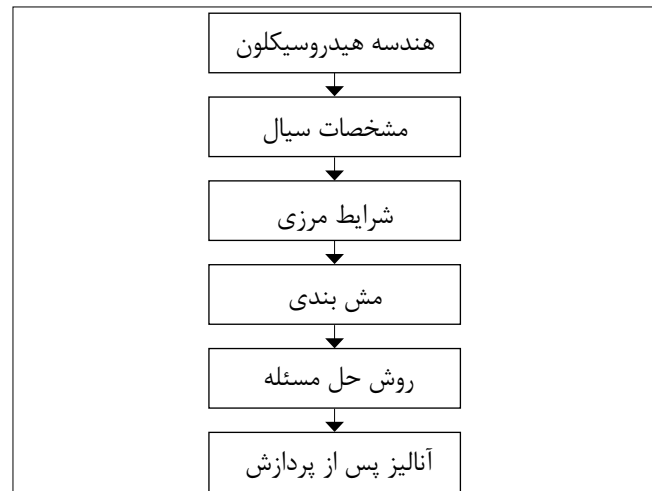 هندسه هیدروسیکلون
مشخصات سیال
شرایط مرزی
مش بندی
روش حل مسئله
آنالیز پس از پردازش